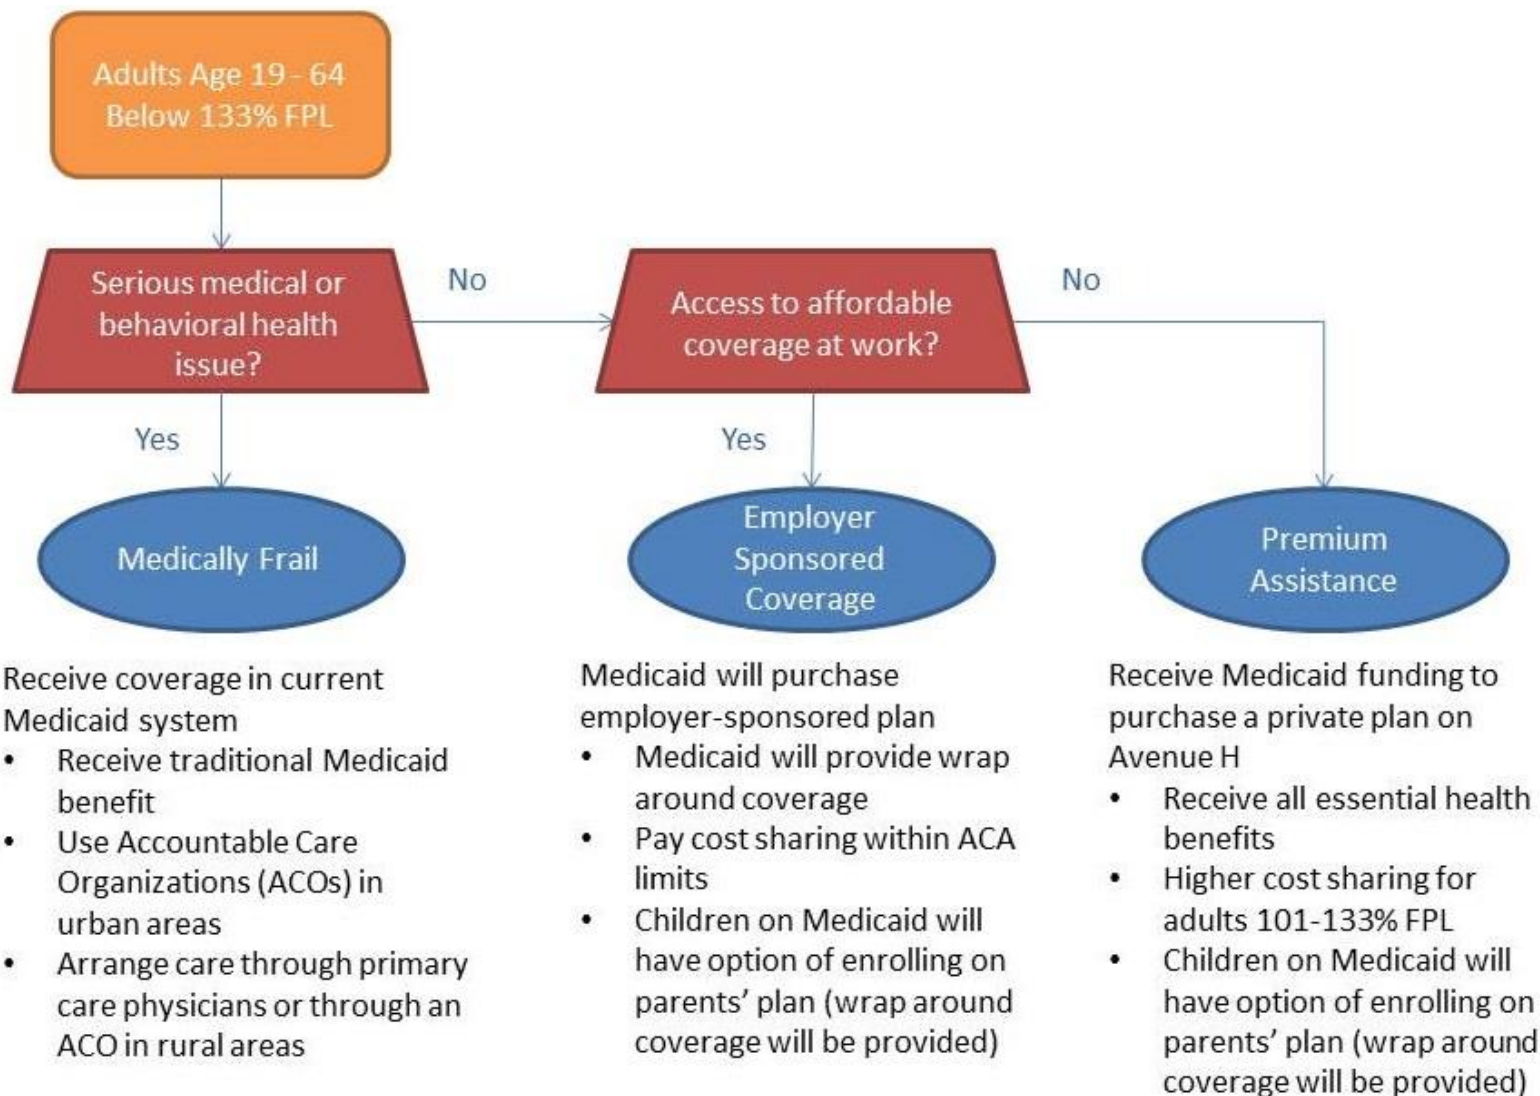 Adults Age 19 - 64
Below 133% FPL
Serious medical or
behavioral health
issue?
No
Access to affordable
coverage at work?
No
Yes
Yes
Medically Frail
Employer
Sponsored
Coverage
Premium
Assistance
Receive coverage in current
Medicaid system
• Receive traditional Medicaid
benefit
• Use Accountable Care
Organizations (ACOs) in
urban areas
• Arrange care through primary
care physicians or through an
ACO in rural areas
Medicaid will purchase
employer-sponsored plan
• Medicaid will provide wrap
around coverage
• Pay cost sharing within ACA
limits
• Children on Medicaid will
have option of enrolling on
parents’ plan (wrap around
coverage will be provided)
Receive Medicaid funding to
purchase a private plan on
Avenue H
• Receive all essential health
benefits
• Higher cost sharing for
adults 101-133% FPL
• Children on Medicaid will
have option of enrolling on
parents’ plan (wrap around
coverage will be provided)